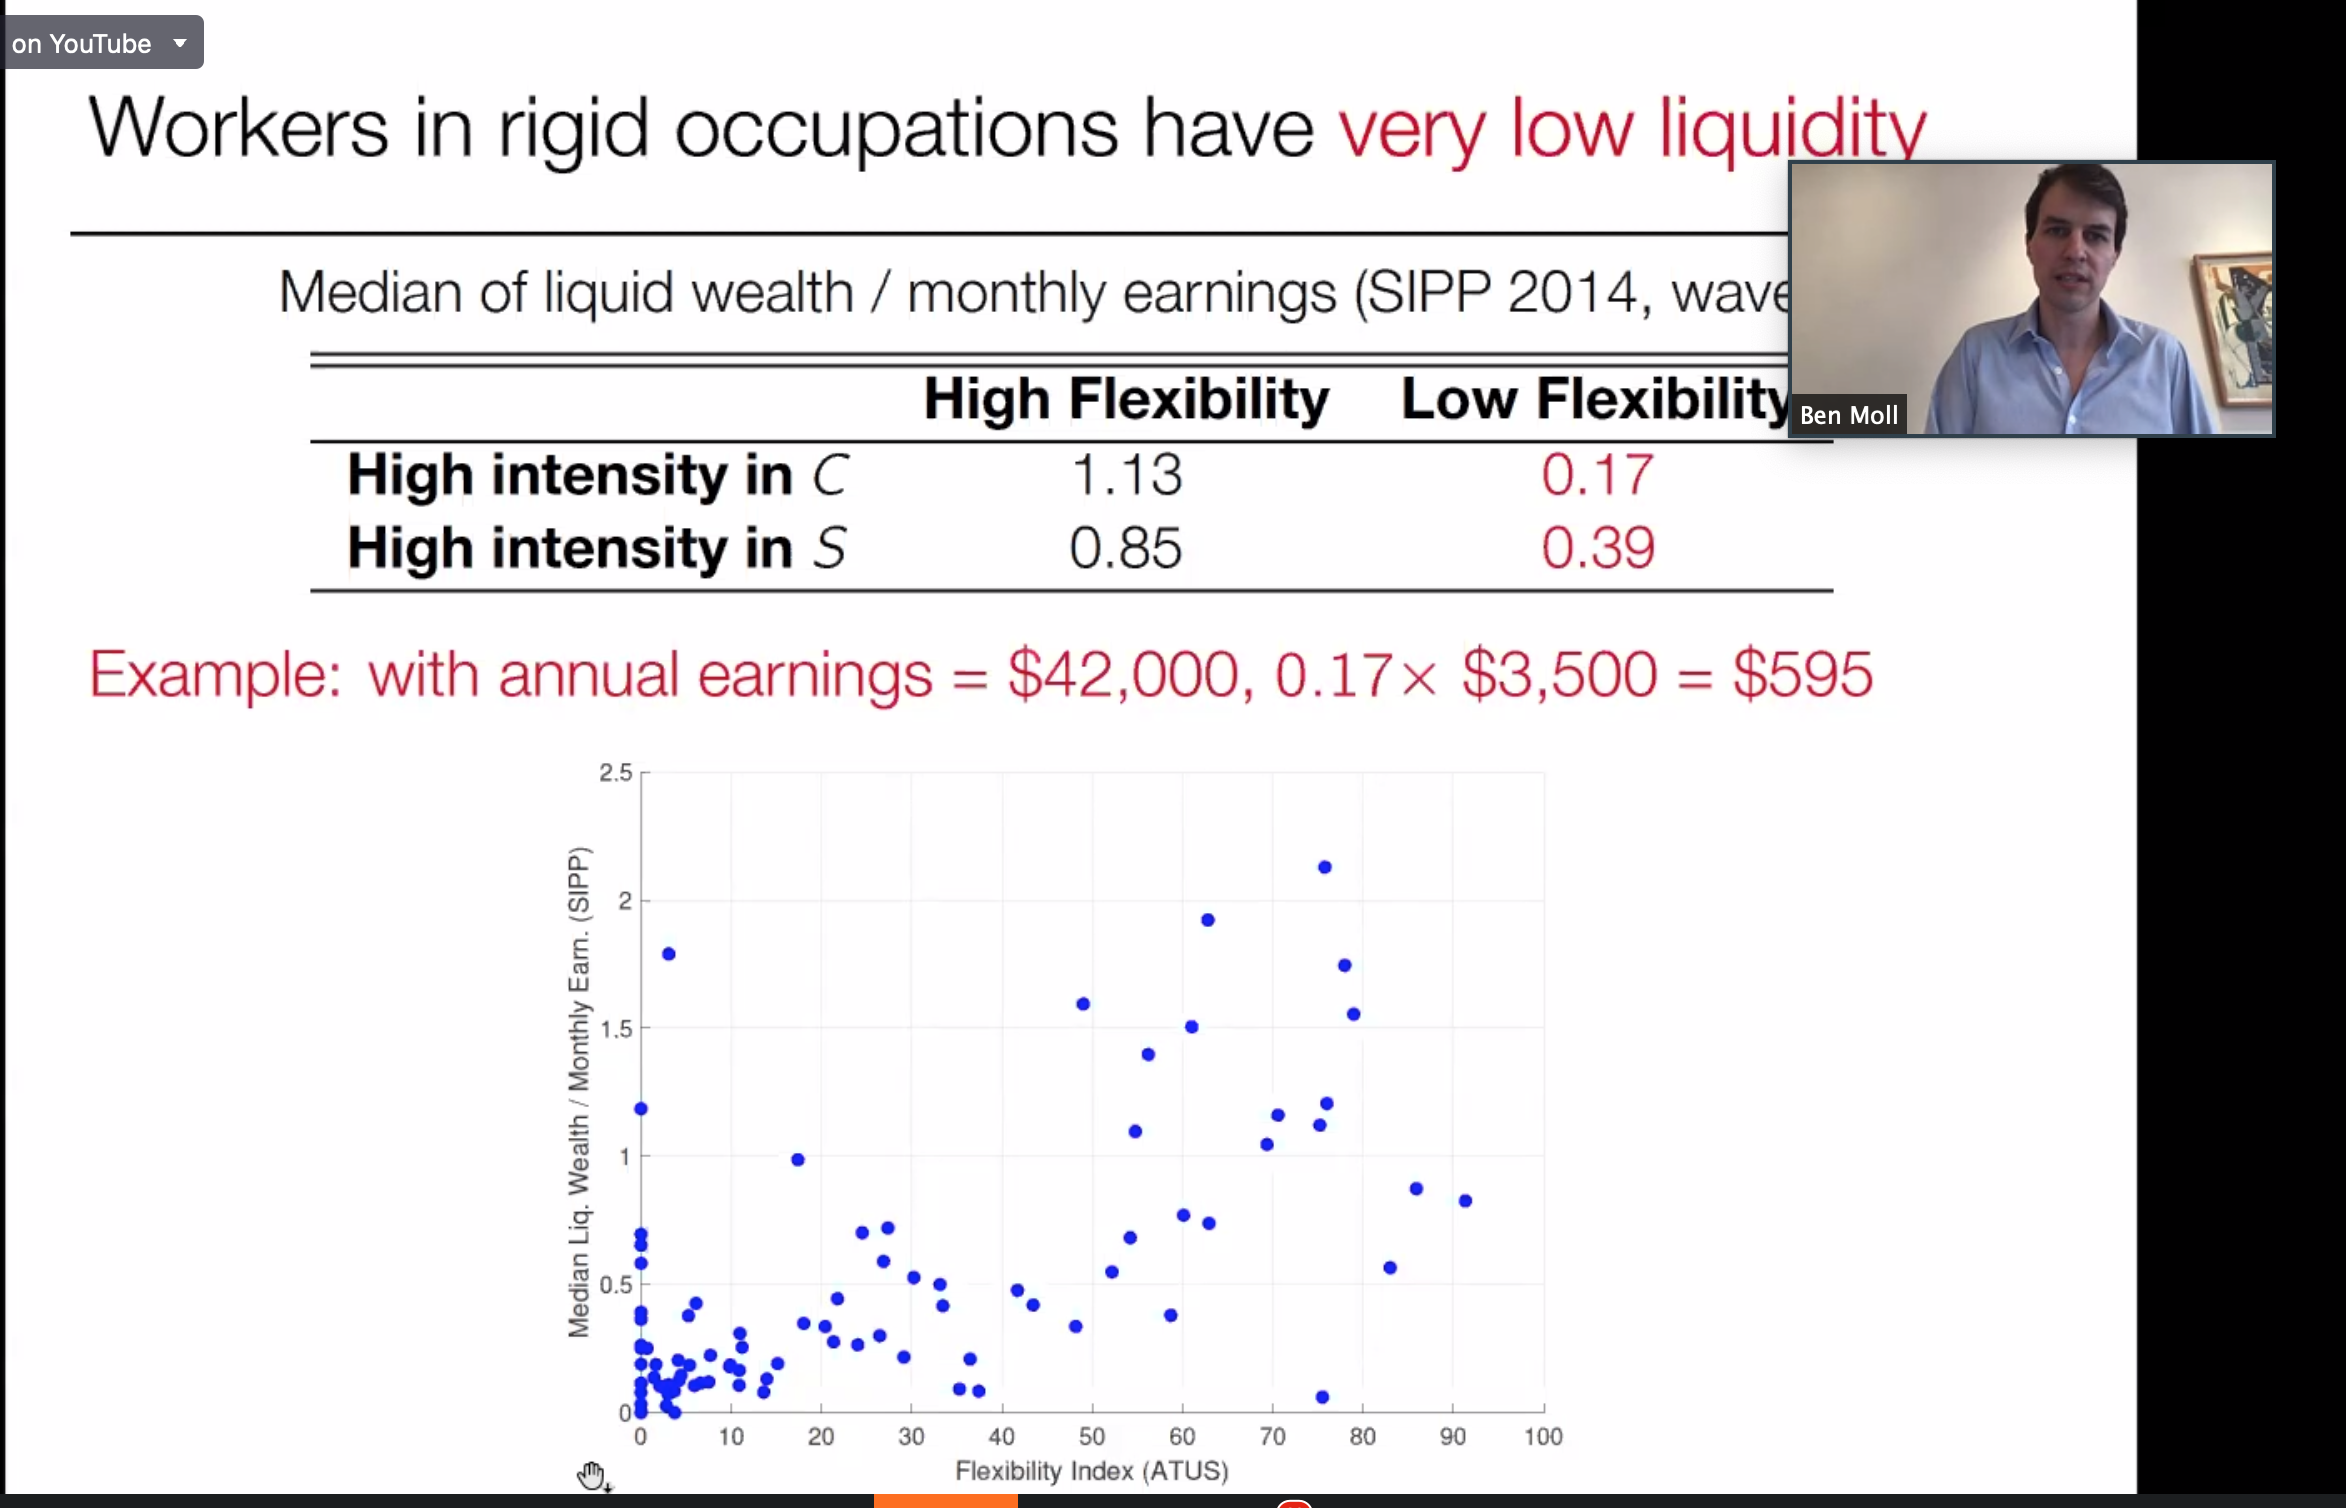 on YouTube
Workers in rigid occupations have very low liquidity
Median of liquid wealth / monthly earnings (SIPP 2014, wave
High Flexibility Low Flexibility
High intensity in C 1.13 0.17
High intensity in S 0.85 0.39
Ben Moll
Example: with annual earnings = $42,000, 0.17× $3,500 = $595
Median Liq. Wealth / Monthly Earn. (SIPP)
2.5
2
1.5
1
0.5
0
0 10 20 30 40 50 60 70 80 90 100
Flexibility Index (ATUS)